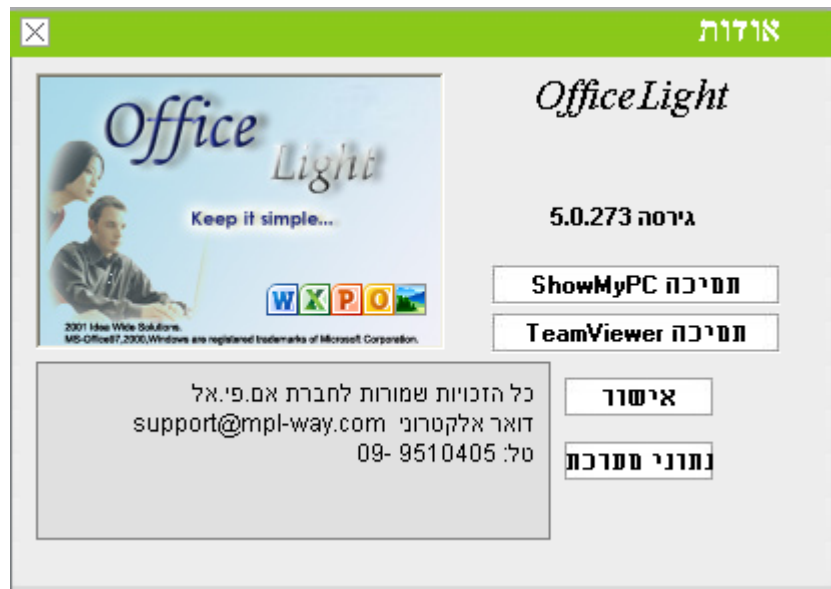 אודות
Office
Light
Keep it simple...
W X P O
2001 Idea Wide Solutions.
MS-Office97,2000,Windows are registered trademarks of Microsoft Corporation.
OfficeLight
גירסה 5.0.273
תמיכה ShowMyPC
תמיכה TeamViewer
כל הזכויות שמורות לחברת אם.פי.אל
דואר אלקטרוני support@mpl-way.com
טל: 09- 9510405
אישור
נתוני מערכת